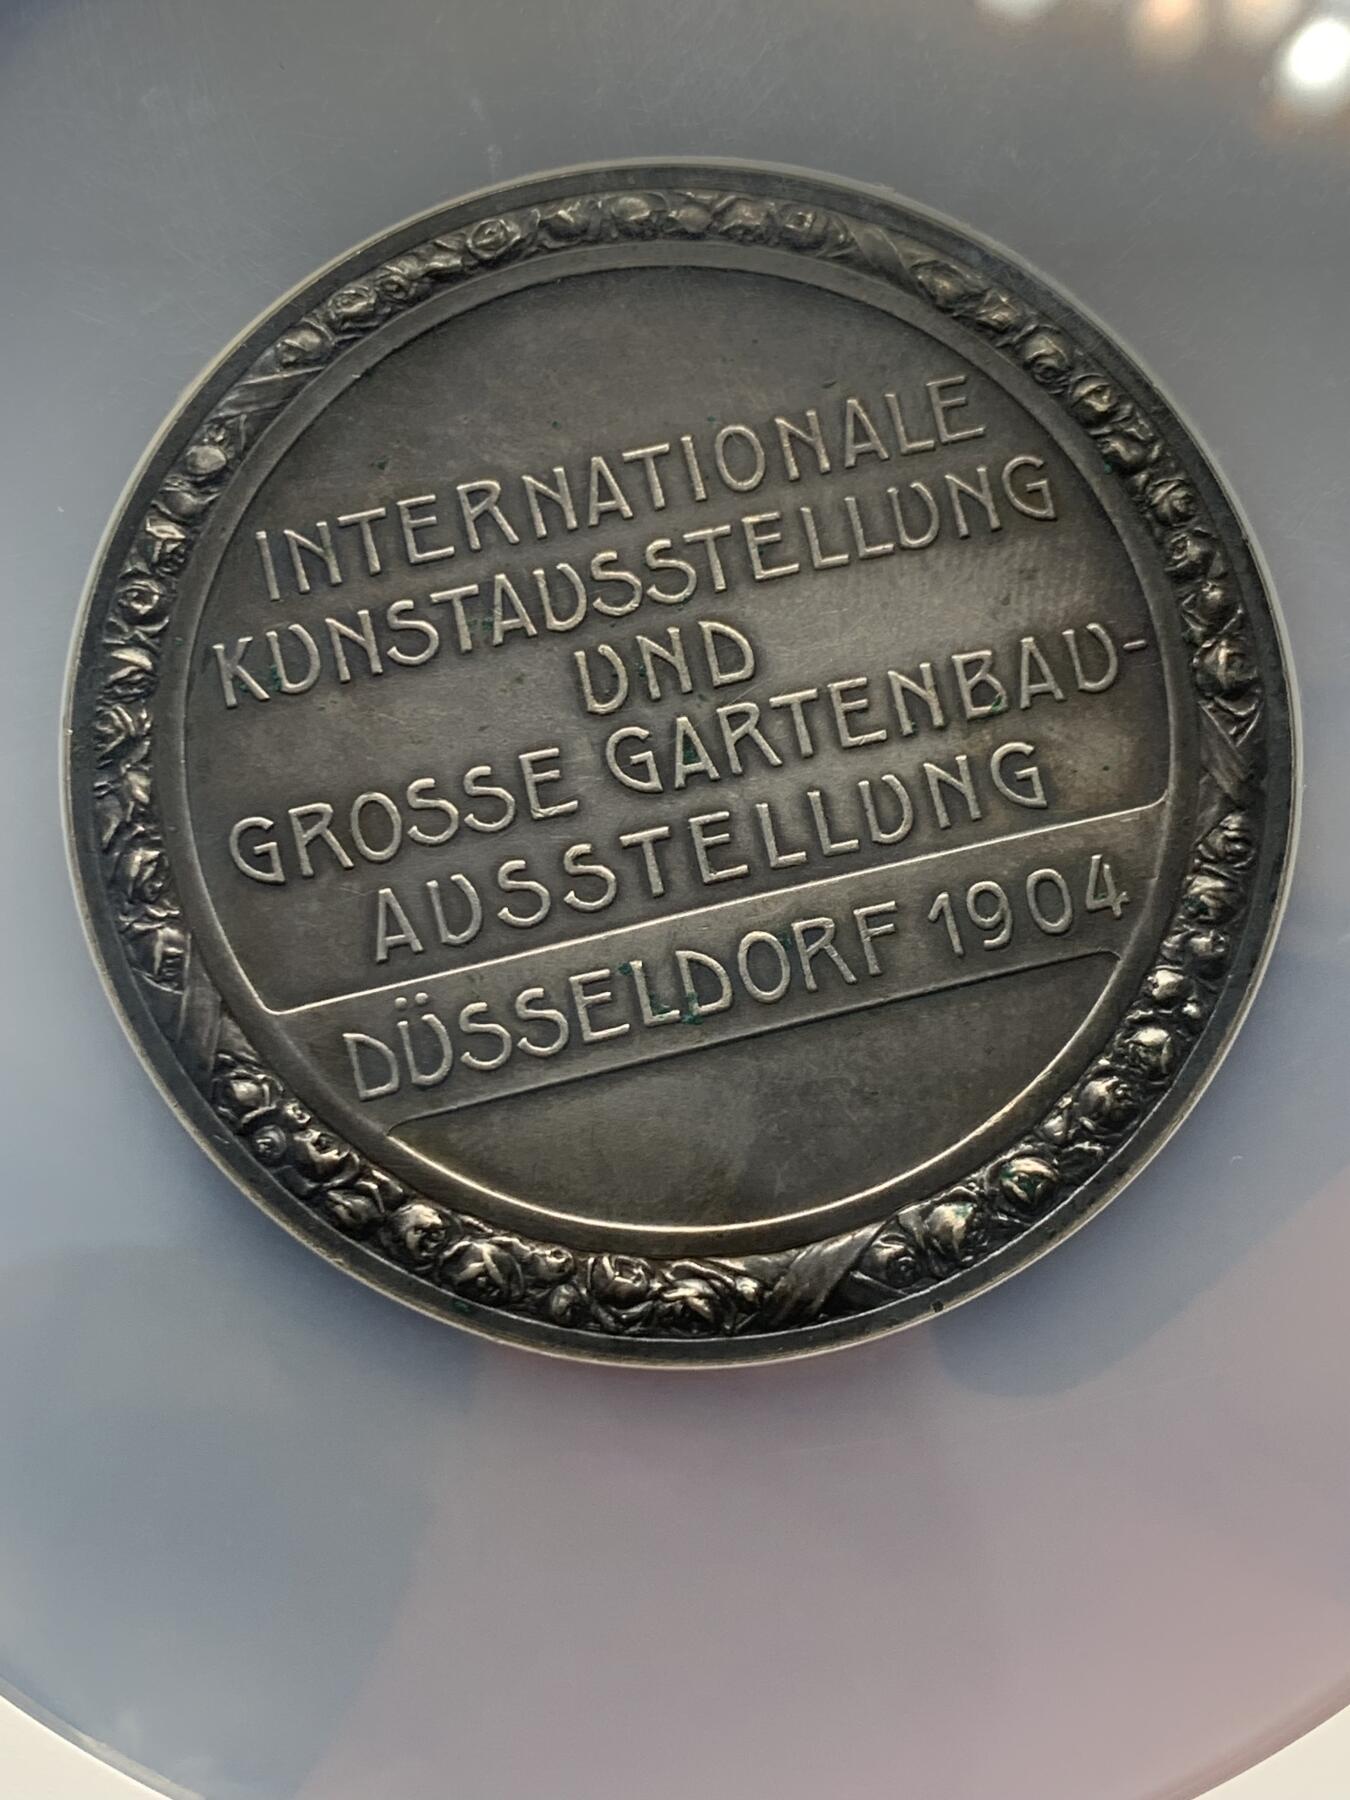 INTERNATIONALE
KUNSTAUSSTELLUNG
UND
GROSSE GARTENBAU-
AUSSTELLUNG
DÜSSELDORF 1904